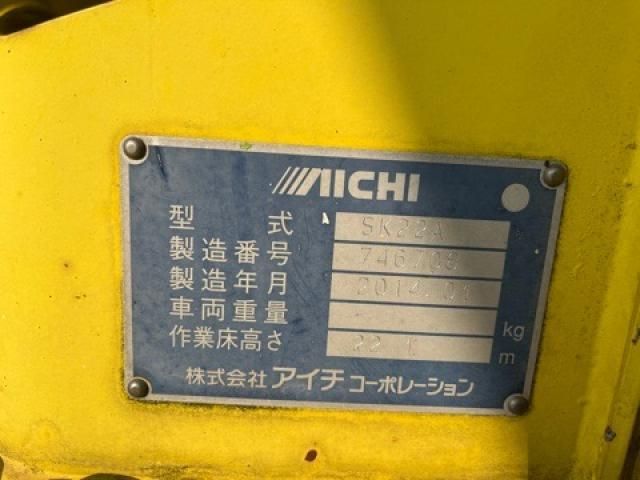 AICHI
型式 SK22A
製造番号 746708
製造年月 2014.01
車両重量 kg
作業床高さ 22.1 m
株式会社アイチコーポレーション